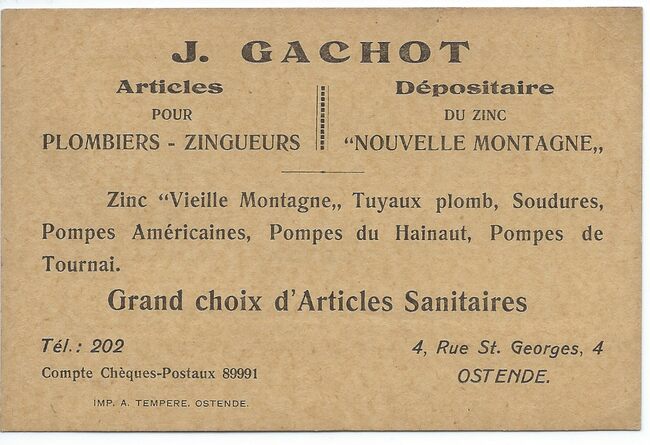 J. GACHOT
Articles
POUR
PLOMBIERS - ZINGUEURS
Dépositaire
DU ZINC
“NOUVELLE MONTAGNE„
Zinc “Vieille Montagne„ Tuyaux plomb, Soudures,
Pompes Américaines, Pompes du Hainaut, Pompes de
Tournai.
Grand choix d'Articles Sanitaires
Tél.: 202
Compte Chèques-Postaux 89991
4, Rue St. Georges, 4
OSTENDE.
IMP. A. TEMPERE, OSTENDE.